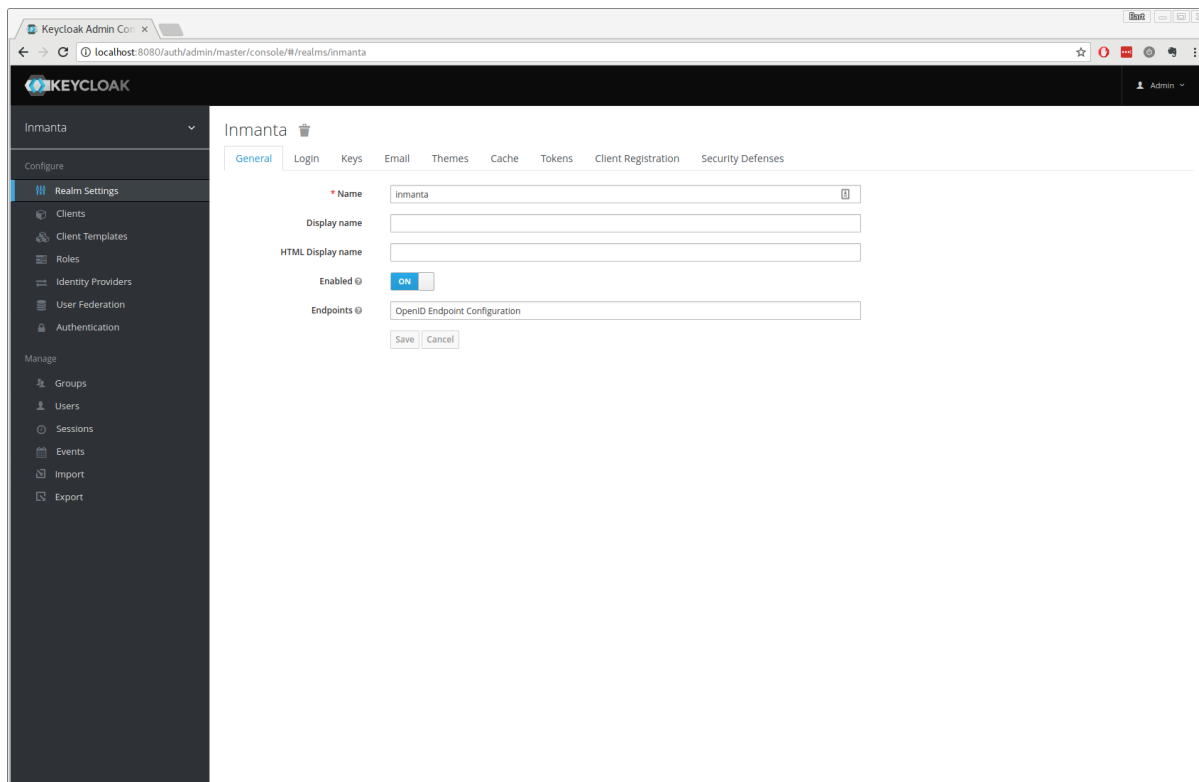 Bart
Keycloak Admin Con
localhost:8080/auth/admin/master/console/#/realms/inmanta
KEYCLOAK
Admin
Inmanta
Configure
Realm Settings
Clients
Client Templates
Roles
Identity Providers
User Federation
Authentication
Manage
Groups
Users
Sessions
Events
Import
Export
Inmanta
General Login Keys Email Themes Cache Tokens Client Registration Security Defenses
* Name inmanta
Display name
HTML Display name
Enabled ON
Endpoints OpenID Endpoint Configuration
Save Cancel